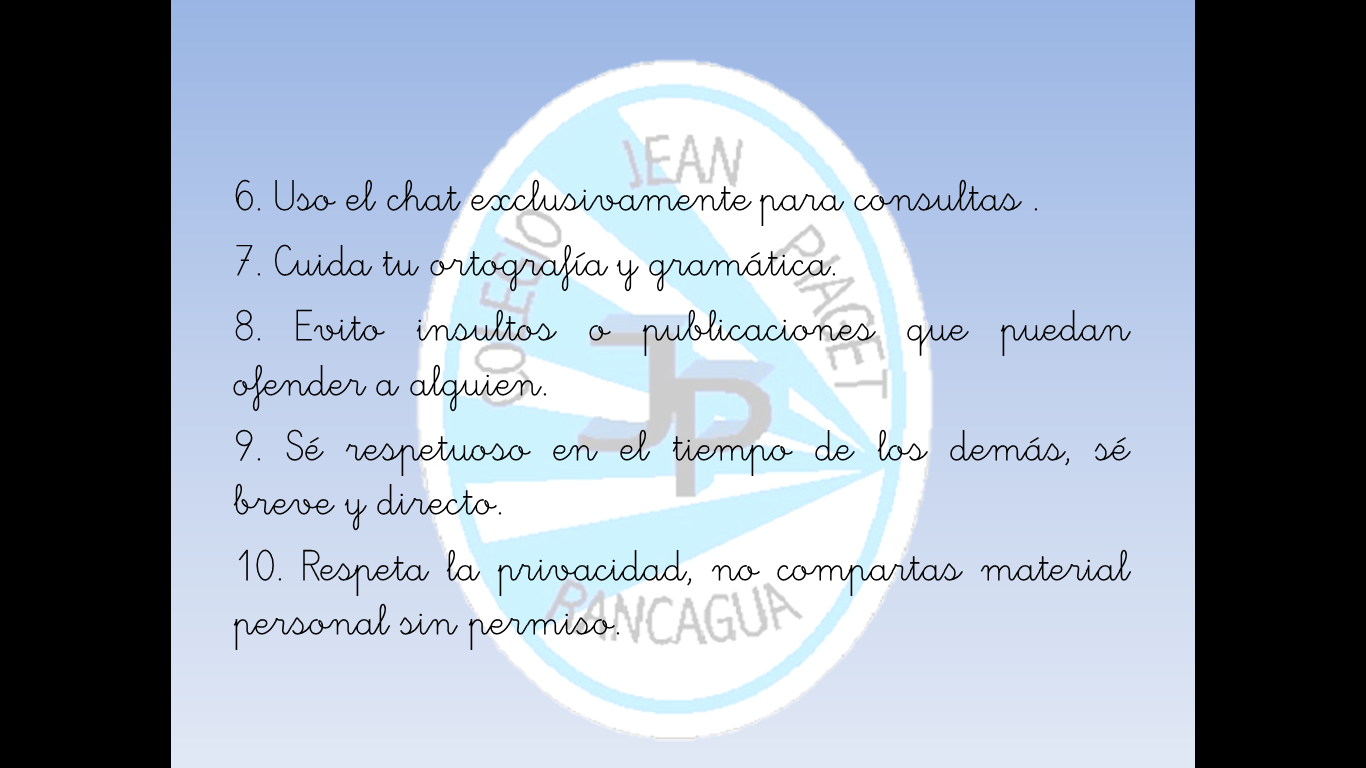 COLEGIO JEAN PIAGET
RANCAGUA
JP
6. Uso el chat exclusivamente para consultas .
7. Cuida tu ortografía y gramática.
8. Evito insultos o publicaciones que puedan
ofender a alguien.
9. Sé respetuoso en el tiempo de los demás, sé
breve y directo.
10. Respeta la privacidad, no compartas material
personal sin permiso.